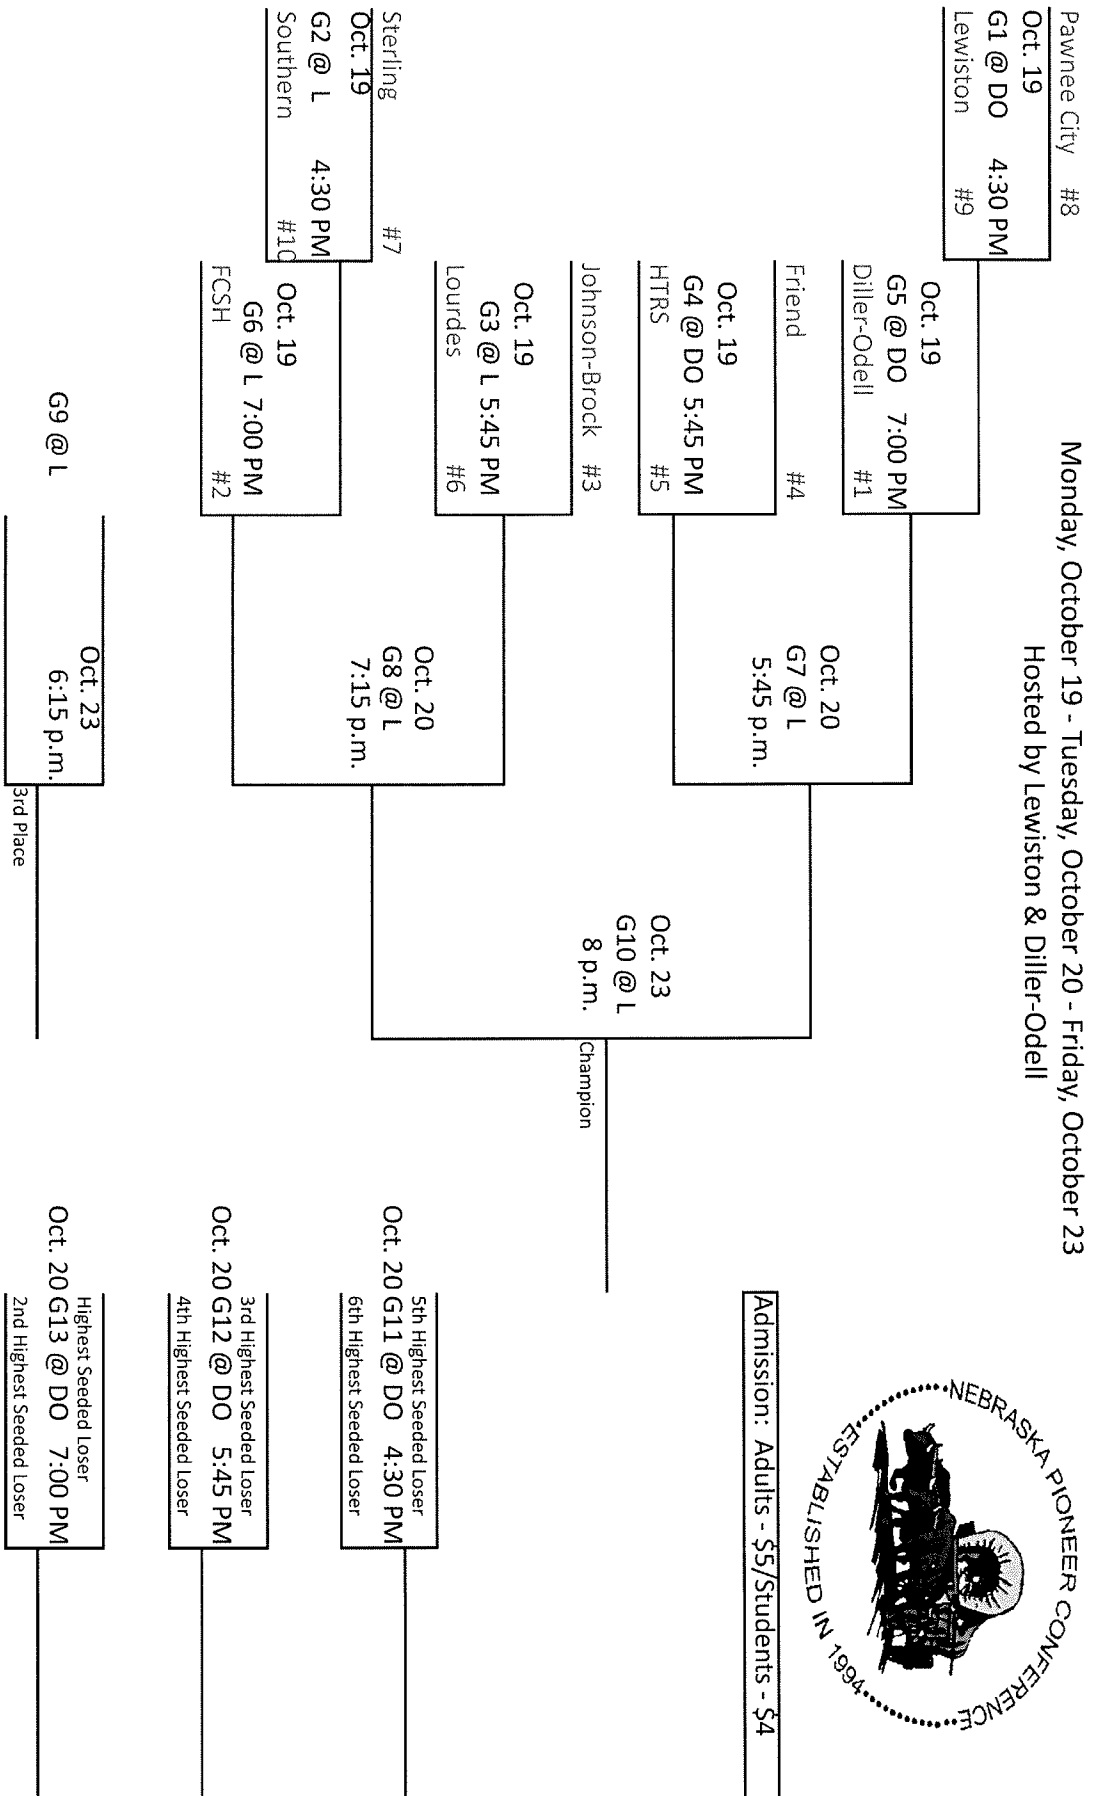 Monday, October 19 - Tuesday, October 20 - Friday, October 23
Hosted by Lewiston & Diller-Odell
Pawnee City #8
Oct. 19
G1 @ DO 4:30 PM
Lewiston #9
Oct. 19
G5 @ DO 7:00 PM
Diller-Odell #1
Friend #4
Oct. 19
G4 @ DO 5:45 PM
HTRS #5
Johnson-Brock #3
Oct. 19
G3 @ L 5:45 PM
Lourdes #6
Sterling #7
Oct. 19
G2 @ L 4:30 PM
Southern #10
Oct. 19
G6 @ L 7:00 PM
FCSH #2
Oct. 20
G7 @ L
5:45 p.m.
Oct. 20
G8 @ L
7:15 p.m.
Oct. 23
G10 @ L
8 p.m.
Champion
G9 @ L
Oct. 23
6:15 p.m.
3rd Place
NEBRASKA PIONEER CONFERENCE
ESTABLISHED IN 1994
Admission: Adults - $5/Students - $4
5th Highest Seeded Loser
Oct. 20 G11 @ DO 4:30 PM
6th Highest Seeded Loser
3rd Highest Seeded Loser
Oct. 20 G12 @ DO 5:45 PM
4th Highest Seeded Loser
Highest Seeded Loser
Oct. 20 G13 @ DO 7:00 PM
2nd Highest Seeded Loser